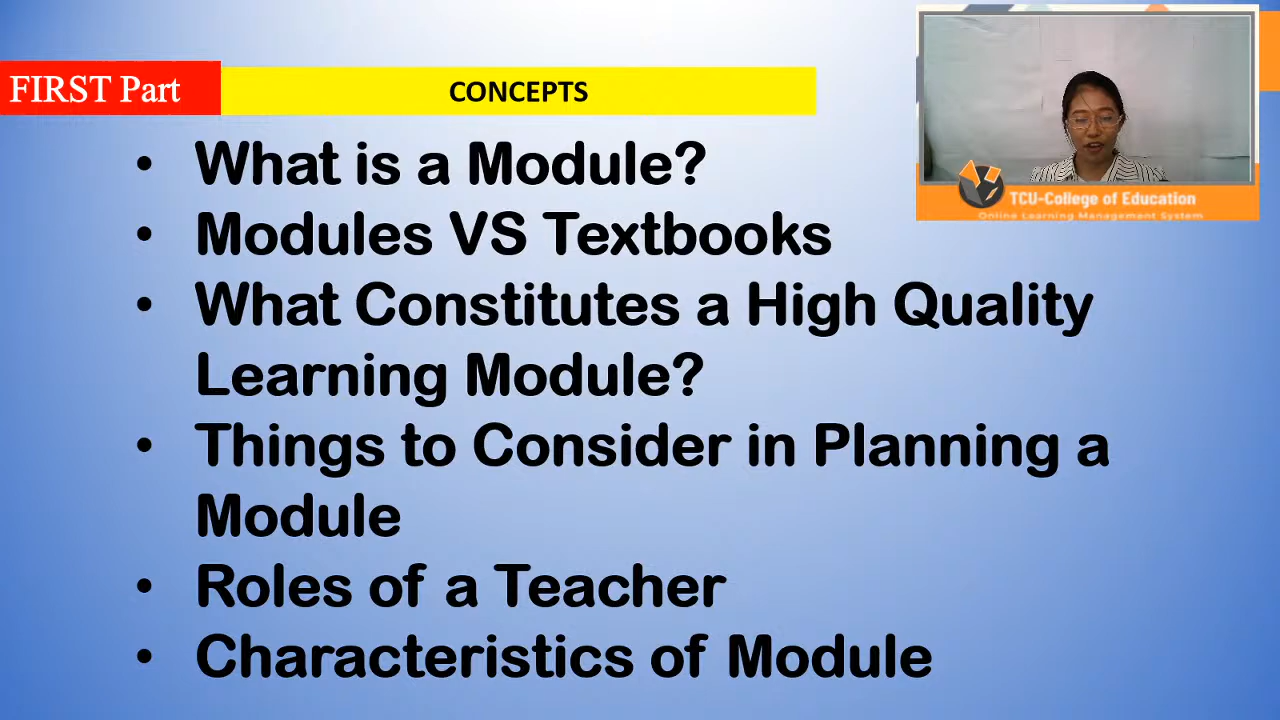 FIRST Part
CONCEPTS
• What is a Module?
• Modules VS Textbooks
• What Constitutes a High Quality
Learning Module?
• Things to Consider in Planning a
Module
• Roles of a Teacher
• Characteristics of Module
TCU-College of Education
Online Learning Management System